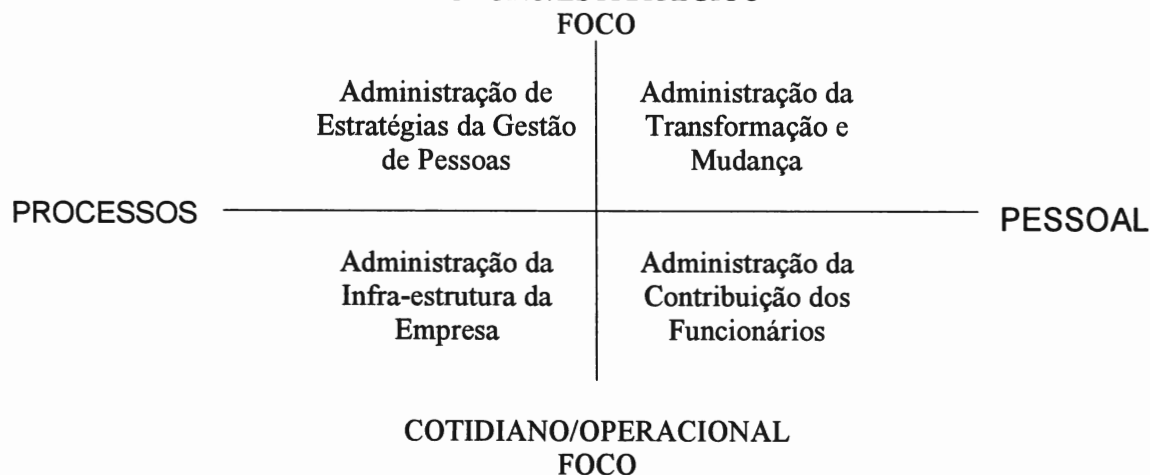 FOCO
Administração de
Estratégias da Gestão
de Pessoas
Administração da
Transformação e
Mudança
PROCESSOS
PESSOAL
Administração da
Infra-estrutura da
Empresa
Administração da
Contribuição dos
Funcionários
COTIDIANO/OPERACIONAL
FOCO